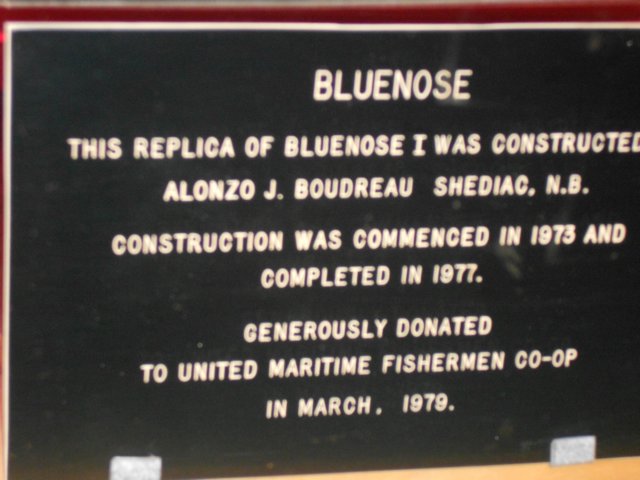 BLUENOSE
THIS REPLICA OF BLUENOSE I WAS CONSTRUCTED
ALONZO J. BOUDREAU SHEDIAC, N.B.
CONSTRUCTION WAS COMMENCED IN 1973 AND
COMPLETED IN 1977.
GENEROUSLY DONATED
TO UNITED MARITIME FISHERMEN CO-OP
IN MARCH, 1979.